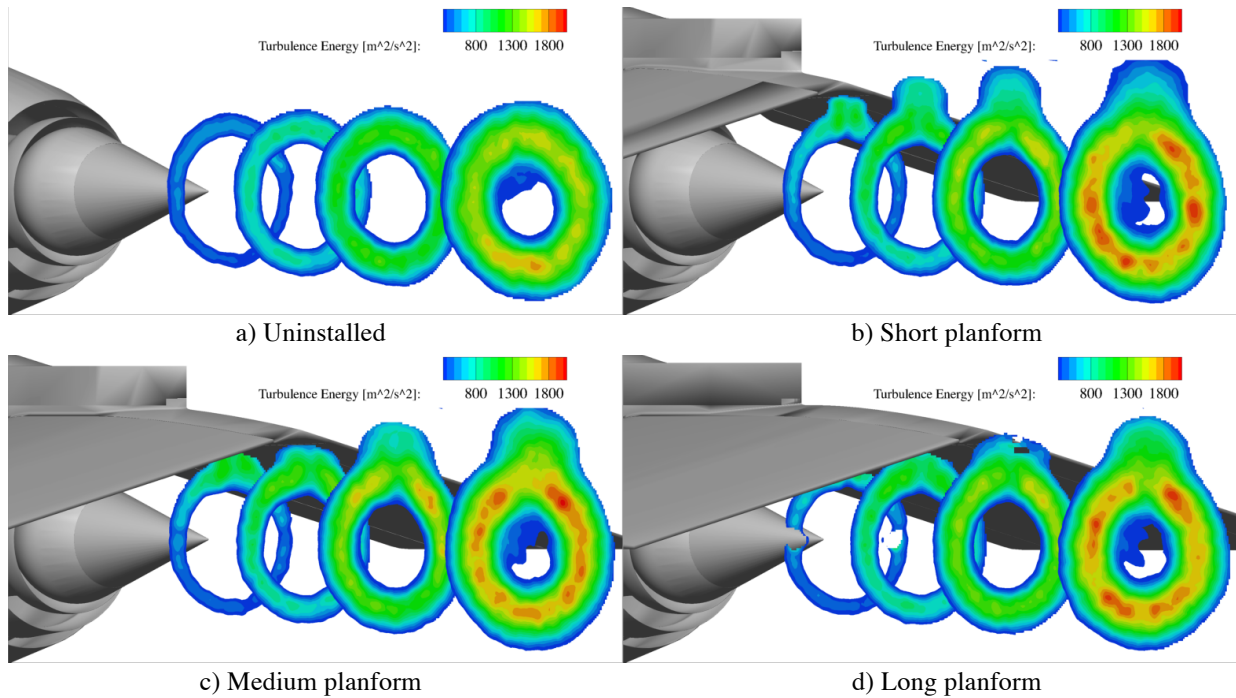 Turbulence Energy [m^2/s^2]: 800 1300 1800
Turbulence Energy [m^2/s^2]: 800 1300 1800
a) Uninstalled
b) Short planform
Turbulence Energy [m^2/s^2]: 800 1300 1800
Turbulence Energy [m^2/s^2]: 800 1300 1800
c) Medium planform
d) Long planform